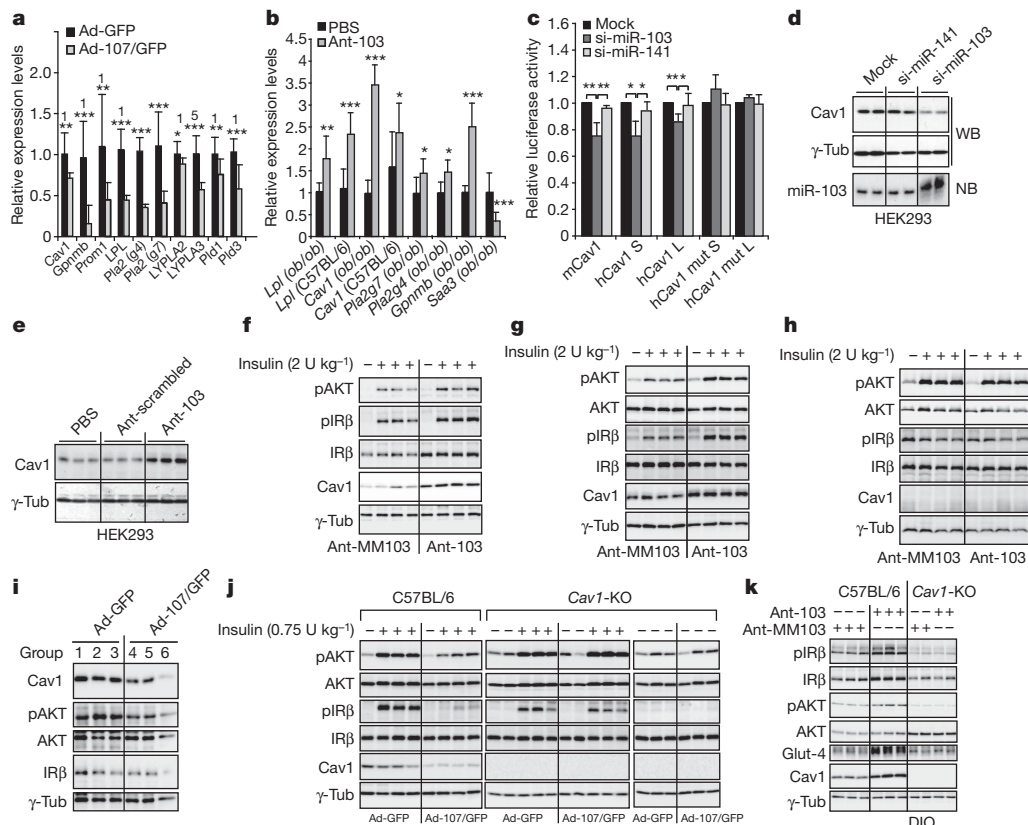 a
Ad-GFP
Ad-107/GFP
Relative expression levels
2.0
1.5
1.0
0.5
0
1
**
1
***
1
**
1
***
***
***
1
*
5
***
1
**
1
***
Cav1
Gpnmb
Prom1
LPL
Pla2 (g4)
Pla2 (g7)
LYPLA2
LYPLA3
Pld1
Pld3
b
PBS
Ant-103
Relative expression levels
4.5
4
3.5
3
2.5
2
1.5
1
0.5
0
**
***
***
*
*
*
***
***
Lpl (ob/ob)
Lpl (C57BL/6)
Cav1 (ob/ob)
Cav1 (C57BL/6)
Pla2g7 (ob/ob)
Pla2g4 (ob/ob)
Gpnmb (ob/ob)
Saa3 (ob/ob)
c
Mock
si-miR-103
si-miR-141
Relative luciferase activity
1.4
1.2
1.0
0.8
0.6
0.4
0.2
0
** **
* *
** *
mCav1
hCav1 S
hCav1 L
hCav1 mut S
hCav1 mut L
d
Mock
si-miR-141
si-miR-103
Cav1
γ-Tub
WB
miR-103
NB
HEK293
e
PBS
Ant-scrambled
Ant-103
Cav1
γ-Tub
HEK293
f
Insulin (2 U kg⁻¹) − + + + − + + +
pAKT
pIRβ
IRβ
Cav1
γ-Tub
Ant-MM103 Ant-103
g
Insulin (2 U kg⁻¹) − + + + − + + +
pAKT
AKT
pIRβ
IRβ
Cav1
γ-Tub
Ant-MM103 Ant-103
h
Insulin (2 U kg⁻¹) − + + + − + + +
pAKT
AKT
pIRβ
IRβ
Cav1
γ-Tub
Ant-MM103 Ant-103
i
Ad-GFP
Ad-107/GFP
Group 1 2 3 4 5 6
Cav1
pAKT
AKT
IRβ
γ-Tub
j
C57BL/6 Cav1-KO
Insulin (0.75 U kg⁻¹) − + + + − + + + − − + + + − − + + + − − − − − −
pAKT
AKT
pIRβ
IRβ
Cav1
γ-Tub
Ad-GFP Ad-107/GFP Ad-GFP Ad-107/GFP Ad-GFP Ad-107/GFP
k
C57BL/6 Cav1-KO
Ant-103 − − − + + + − − + +
Ant-MM103 + + + − − − + + − −
pIRβ
IRβ
pAKT
AKT
Glut-4
Cav1
γ-Tub
DIO